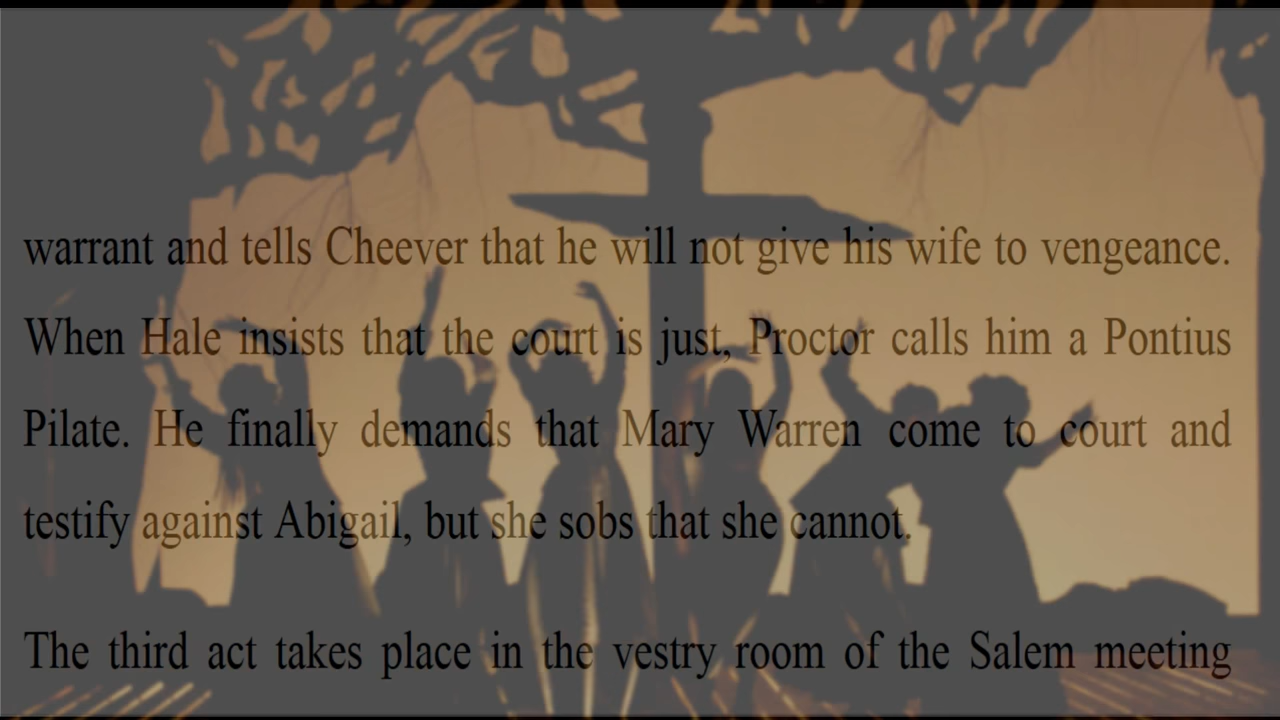 warrant and tells Cheever that he will not give his wife to vengeance.
When Hale insists that the court is just, Proctor calls him a Pontius
Pilate. He finally demands that Mary Warren come to court and
testify against Abigail, but she sobs that she cannot.
The third act takes place in the vestry room of the Salem meeting